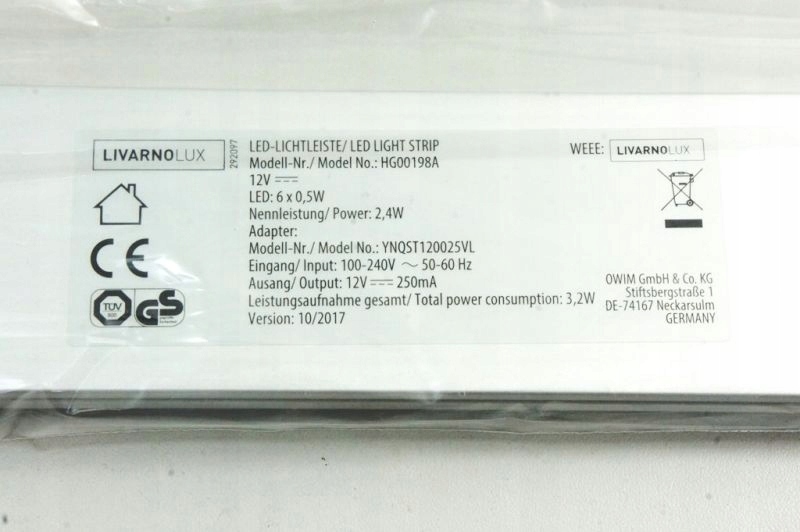 LIVARNOLUX
292097
LED-LICHTLEISTE/ LED LIGHT STRIP
Modell-Nr./ Model No.: HG00198A
12V
LED: 6 x 0,5W
Nennleistung/ Power: 2,4W
Adapter:
Modell-Nr./ Model No.: YNQST120025VL
Eingang/ Input: 100-240V ~ 50-60 Hz
Ausang/ Output: 12V ⎓ 250mA
Leistungsaufnahme gesamt/ Total power consumption: 3,2W
Version: 10/2017
CE
TÜV
GS
WEEE: LIVARNOLUX
OWIM GmbH & Co. KG
Stiftsbergstraße 1
DE-74167 Neckarsulm
GERMANY